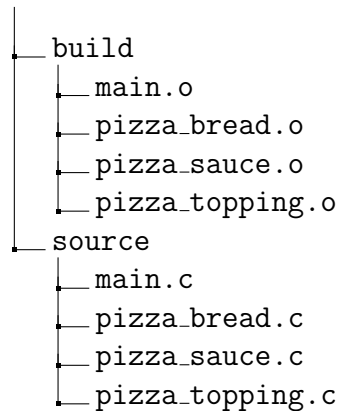 build
main.o
pizza_bread.o
pizza_sauce.o
pizza_topping.o
source
main.c
pizza_bread.c
pizza_sauce.c
pizza_topping.c